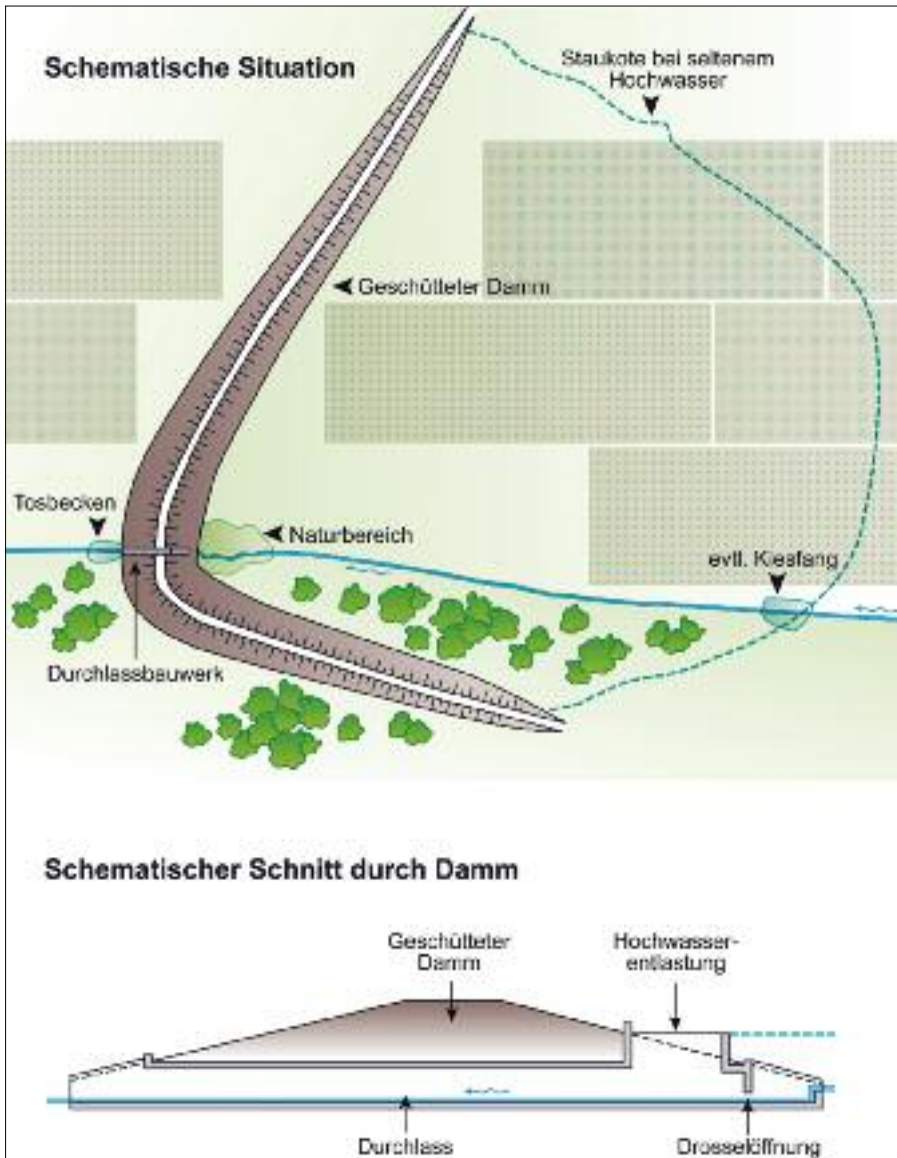 Schematische Situation
Staukote bei seltenem
Hochwasser
Geschütteter Damm
Tosbecken
Naturbereich
evtl. Kiesfang
Durchlassbauwerk
Schematischer Schnitt durch Damm
Geschütteter
Damm
Hochwasser-
entlastung
Durchlass
Drosselöffnung